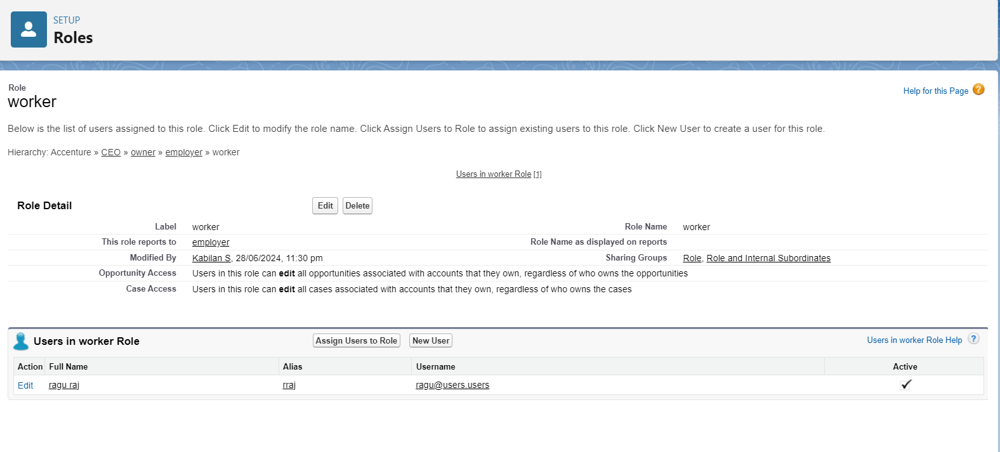 SETUP
Roles
Role
worker
Help for this Page ?
Below is the list of users assigned to this role. Click Edit to modify the role name. Click Assign Users to Role to assign existing users to this role. Click New User to create a user for this role.
Hierarchy: Accenture » CEO » owner » employer » worker
Users in worker Role [1]
Role Detail Edit Delete
Label worker Role Name worker
This role reports to employer Role Name as displayed on reports
Modified By Kabilan S, 28/06/2024, 11:30 pm Sharing Groups Role, Role and Internal Subordinates
Opportunity Access Users in this role can edit all opportunities associated with accounts that they own, regardless of who owns the opportunities
Case Access Users in this role can edit all cases associated with accounts that they own, regardless of who owns the cases
Users in worker Role Assign Users to Role New User Users in worker Role Help ?
Action Full Name Alias Username Active
Edit ragu raj rraj ragu@users.users